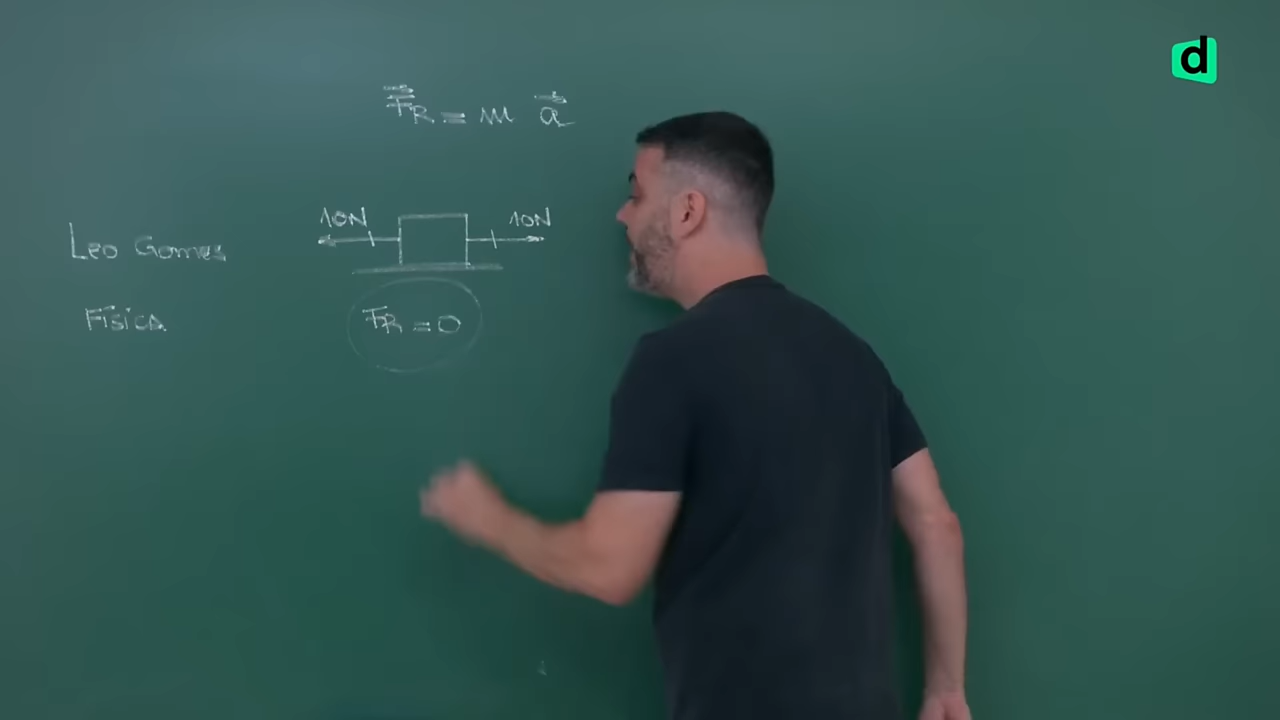 F⃗R = m a⃗
10N 10N
Leo Gomes
FR = 0
Física
d